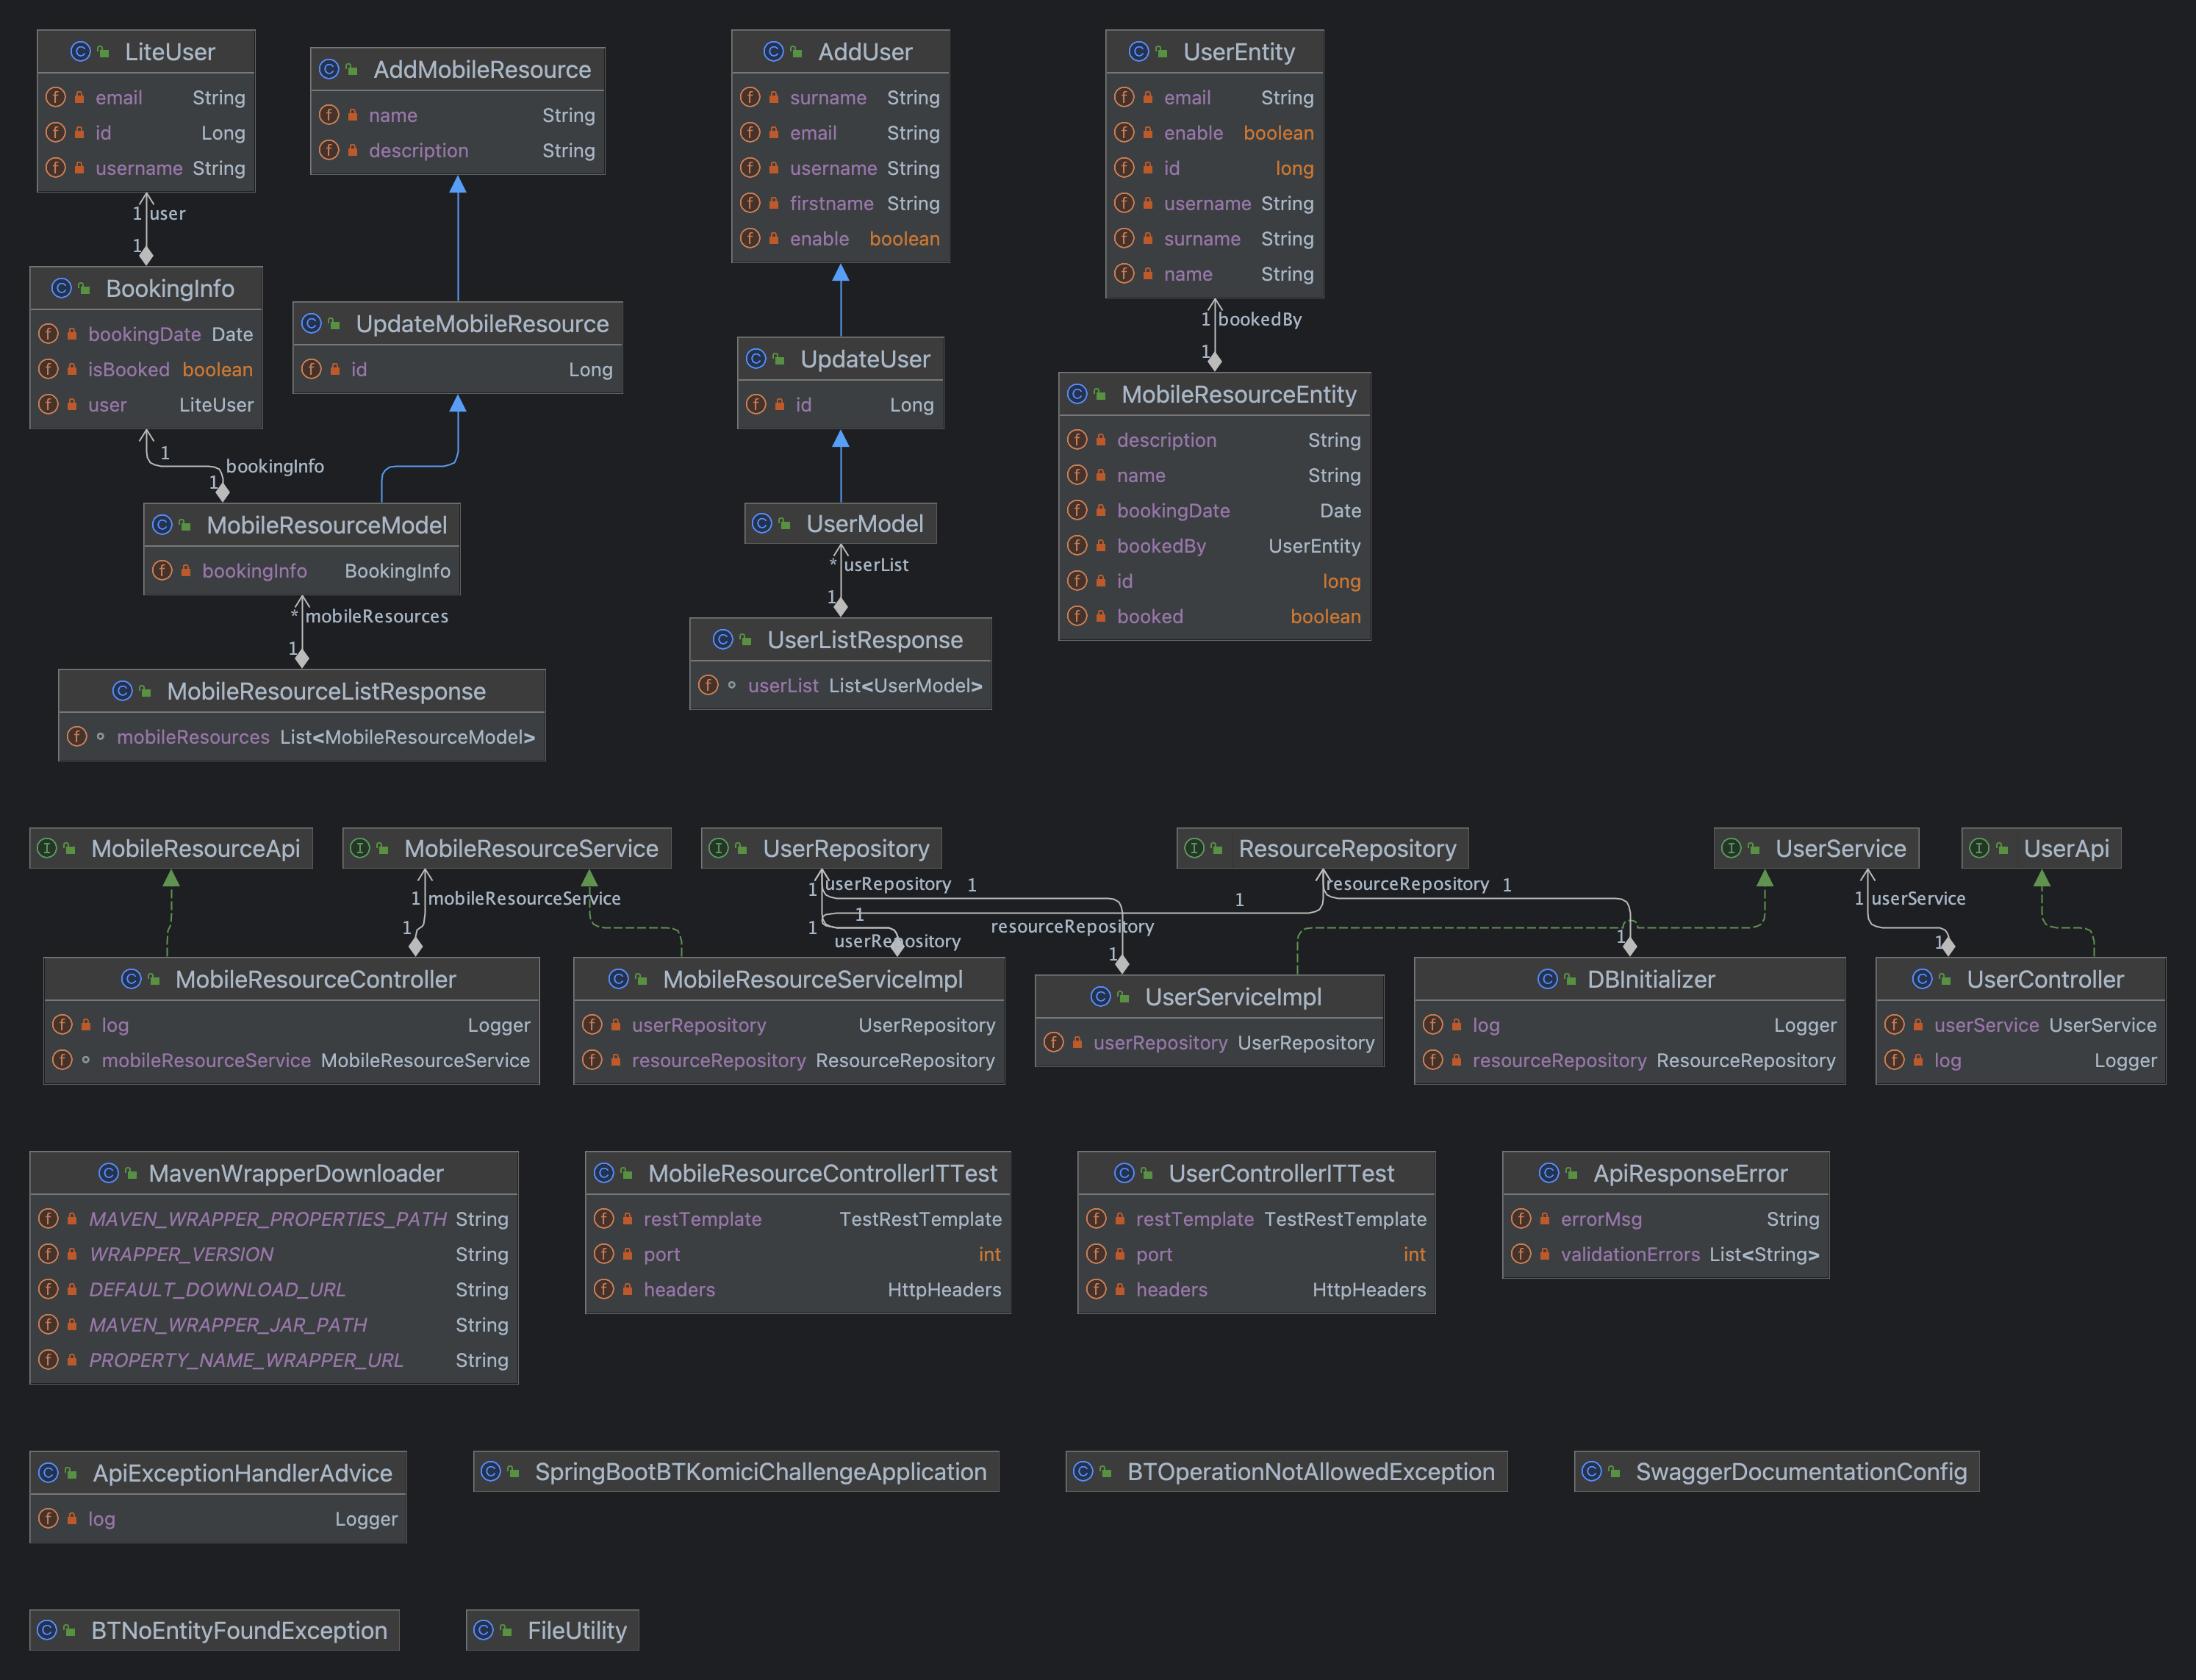 LiteUser
email String
id Long
username String
AddMobileResource
name String
description String
AddUser
surname String
email String
username String
firstname String
enable boolean
UserEntity
email String
enable boolean
id long
username String
surname String
name String
1 user
1
BookingInfo
bookingDate Date
isBooked boolean
user LiteUser
UpdateMobileResource
id Long
UpdateUser
id Long
1 bookedBy
1
MobileResourceEntity
description String
name String
bookingDate Date
bookedBy UserEntity
id long
booked boolean
1
bookingInfo
1
MobileResourceModel
bookingInfo BookingInfo
UserModel
* userList
1
UserListResponse
userList List<UserModel>
* mobileResources
1
MobileResourceListResponse
mobileResources List<MobileResourceModel>
MobileResourceApi
MobileResourceService
UserRepository
ResourceRepository
UserService
UserApi
1 mobileResourceService
1
1 userRepository 1
1 1
userRepository
1
resourceRepository
resourceRepository 1
1
1
1 userService
1
MobileResourceController
log Logger
mobileResourceService MobileResourceService
MobileResourceServiceImpl
userRepository UserRepository
resourceRepository ResourceRepository
UserServiceImpl
userRepository UserRepository
DBInitializer
log Logger
resourceRepository ResourceRepository
UserController
userService UserService
log Logger
MavenWrapperDownloader
MAVEN_WRAPPER_PROPERTIES_PATH String
WRAPPER_VERSION String
DEFAULT_DOWNLOAD_URL String
MAVEN_WRAPPER_JAR_PATH String
PROPERTY_NAME_WRAPPER_URL String
MobileResourceControllerITTest
restTemplate TestRestTemplate
port int
headers HttpHeaders
UserControllerITTest
restTemplate TestRestTemplate
port int
headers HttpHeaders
ApiResponseError
errorMsg String
validationErrors List<String>
ApiExceptionHandlerAdvice
log Logger
SpringBootBTKomiciChallengeApplication
BTOperationNotAllowedException
SwaggerDocumentationConfig
BTNoEntityFoundException
FileUtility